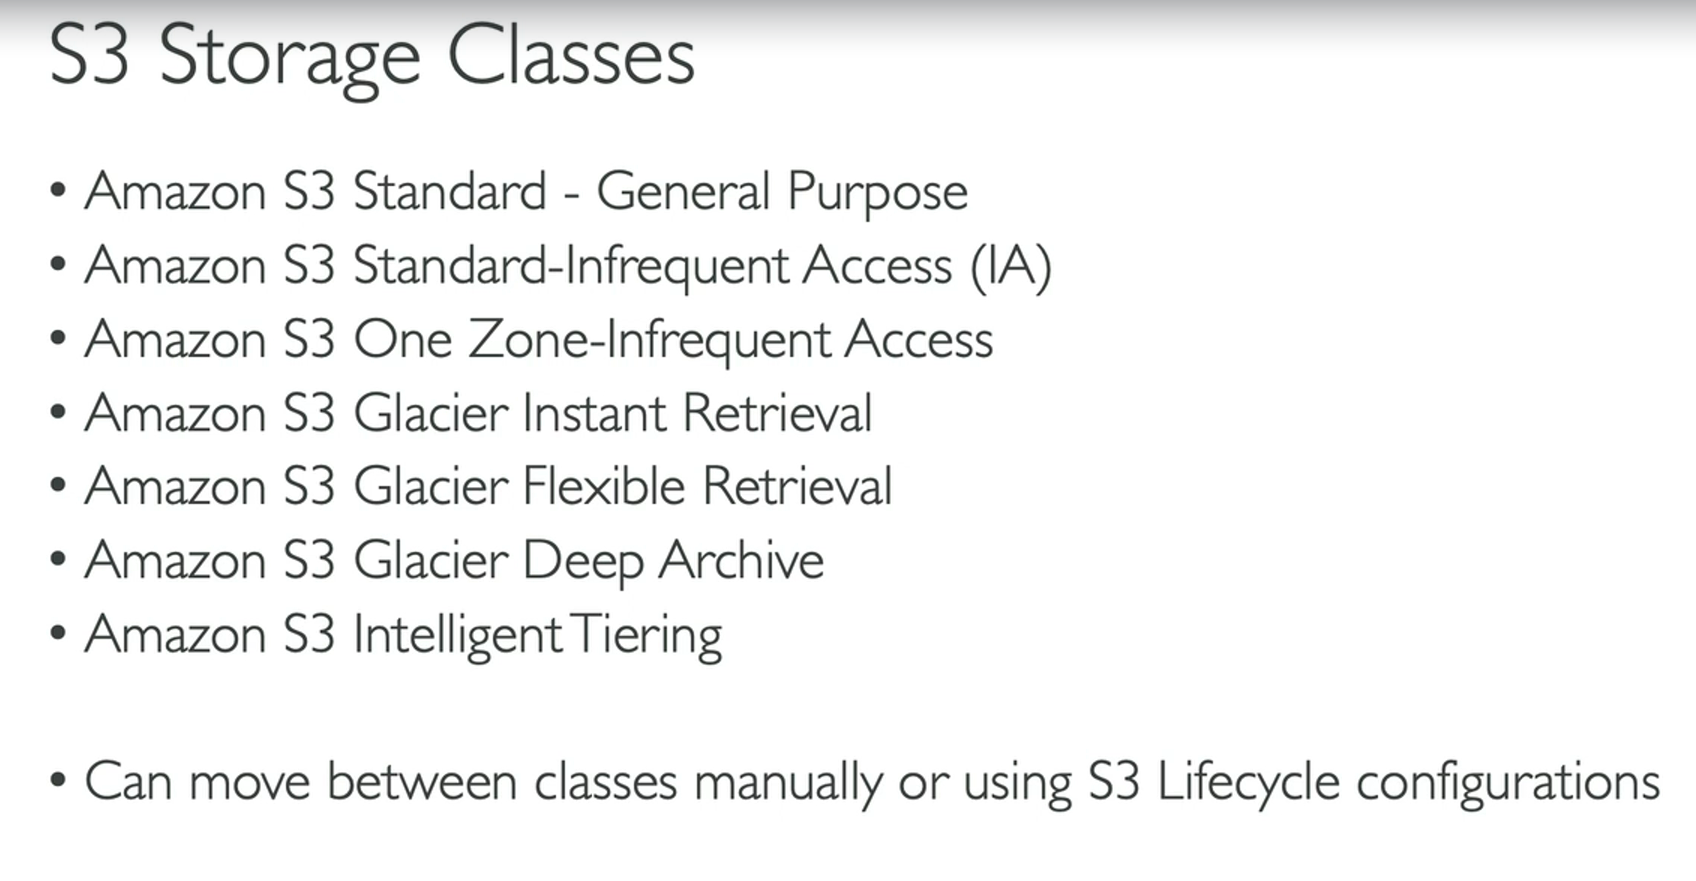 S3 Storage Classes
• Amazon S3 Standard - General Purpose
• Amazon S3 Standard-Infrequent Access (IA)
• Amazon S3 One Zone-Infrequent Access
• Amazon S3 Glacier Instant Retrieval
• Amazon S3 Glacier Flexible Retrieval
• Amazon S3 Glacier Deep Archive
• Amazon S3 Intelligent Tiering
• Can move between classes manually or using S3 Lifecycle configurations